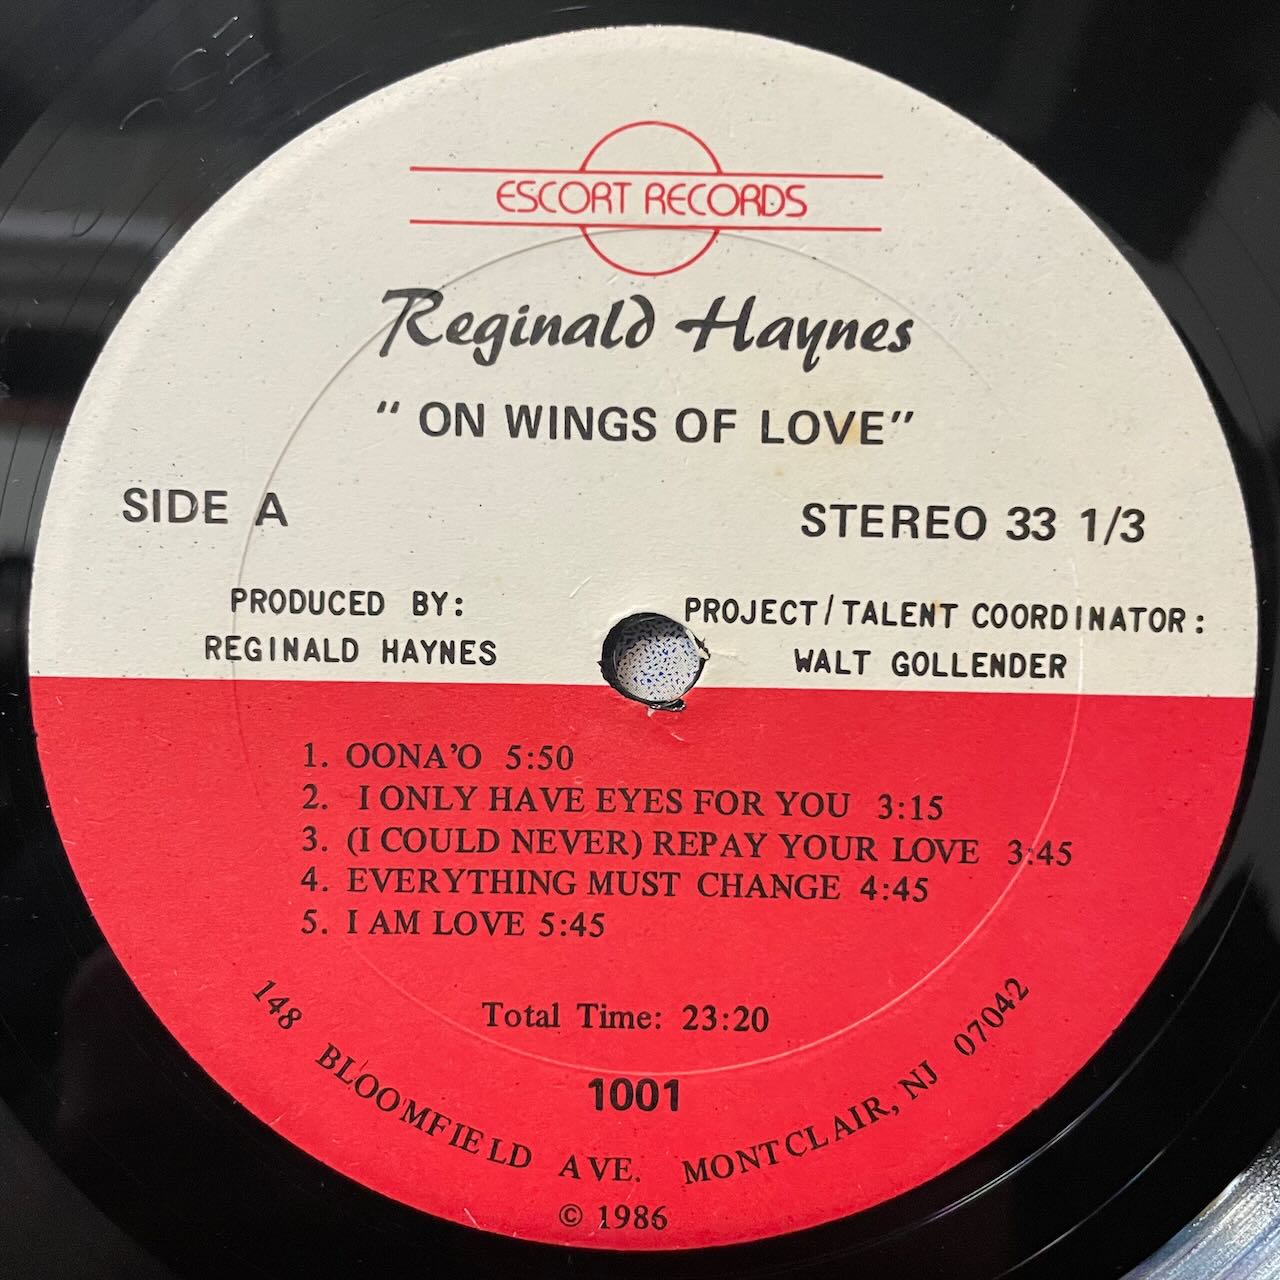 ESCORT RECORDS
Reginald Haynes
" ON WINGS OF LOVE"
SIDE A
STEREO 33 1/3
PRODUCED BY:
REGINALD HAYNES
PROJECT/TALENT COORDINATOR:
WALT GOLLENDER
1. OONA'O 5:50
2. I ONLY HAVE EYES FOR YOU 3:15
3. (I COULD NEVER) REPAY YOUR LOVE 3:45
4. EVERYTHING MUST CHANGE 4:45
5. I AM LOVE 5:45
Total Time: 23:20
1001
148 BLOOMFIELD AVE. MONTCLAIR, NJ 07042
© 1986